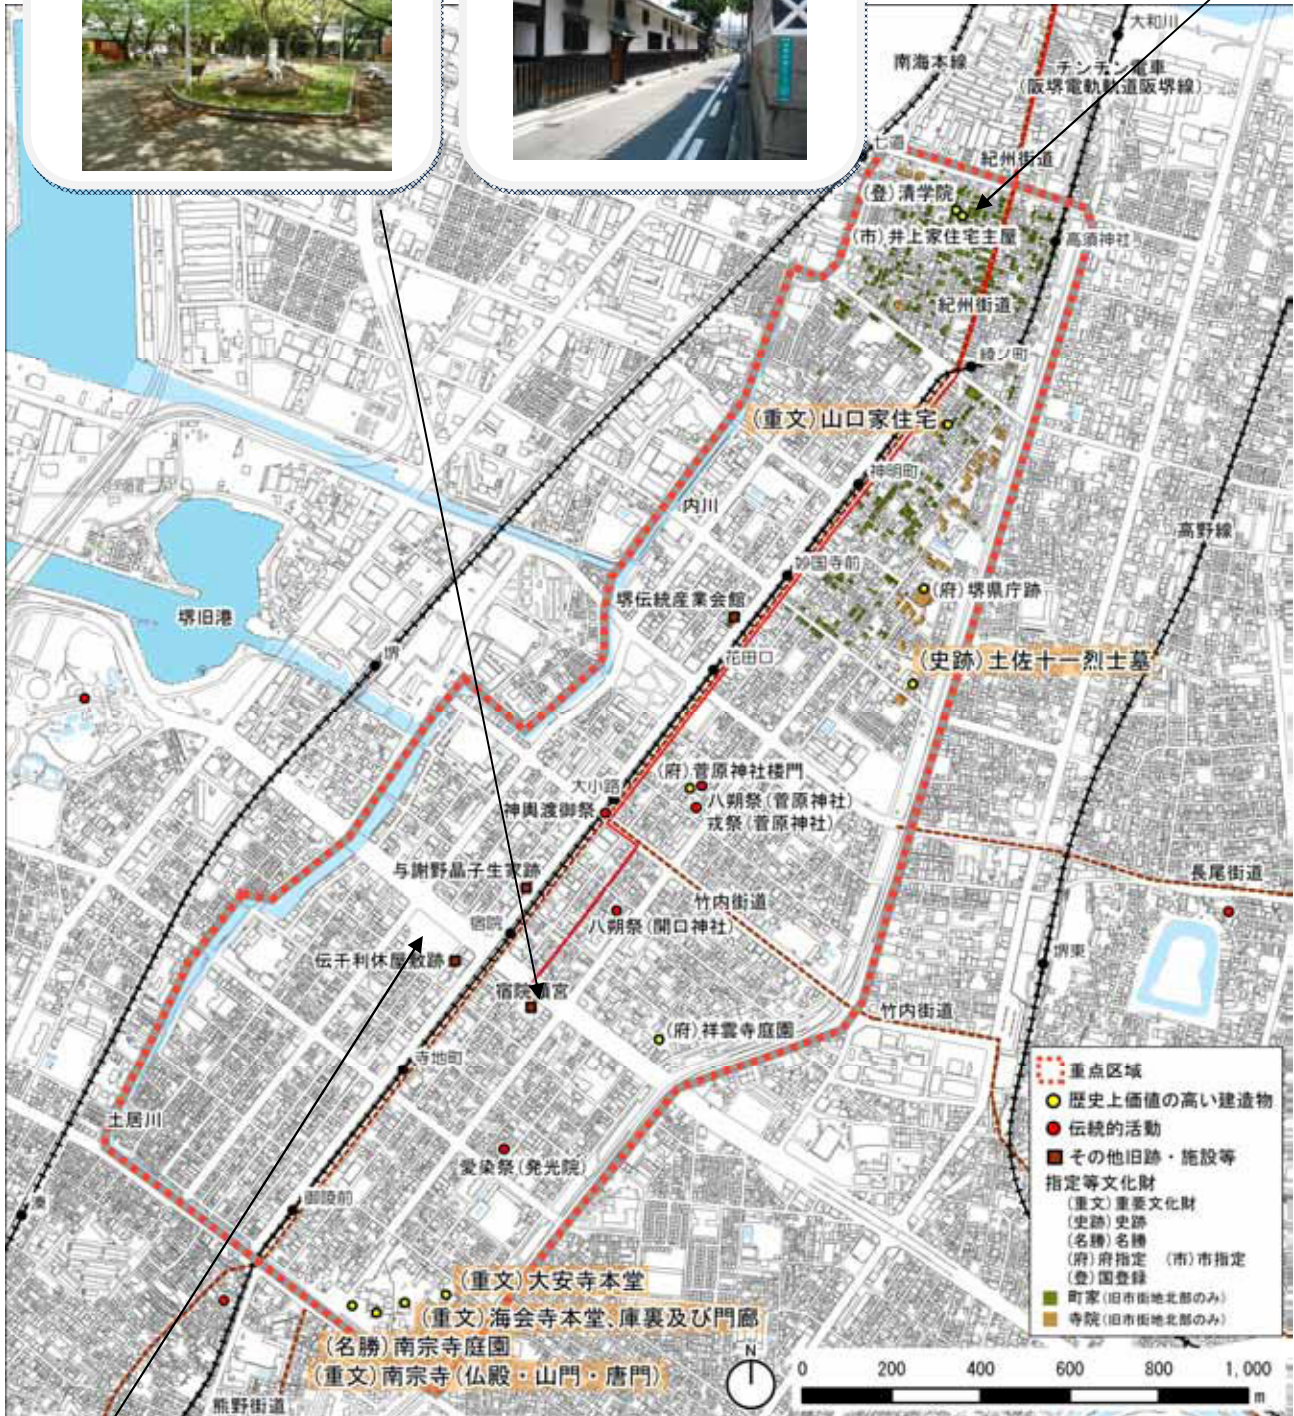 大和川
南海本線
チンチン電車
(阪堺電軌軌道阪堺線)
七道
紀州街道
(登)清学院
(市)井上家住宅主屋
高須神社
紀州街道
綾ノ町
(重文)山口家住宅
神明町
内川
高野線
妙国寺前
(府)堺県庁跡
堺伝統産業会館
堺旧港
堺
花田口
(史跡)土佐十一烈士墓
(府)菅原神社楼門
大小路
八朔祭(菅原神社)
神輿渡御祭
戎祭(菅原神社)
与謝野晶子生家跡
長尾街道
竹内街道
宿院
八朔祭(開口神社)
堺東
伝千利休屋敷跡
宿院頓宮
竹内街道
(府)祥雲寺庭園
寺地町
土居川
愛染祭(発光院)
御陵前
湊
(重文)大安寺本堂
(重文)海会寺本堂、庫裏及び門廊
(名勝)南宗寺庭園
(重文)南宗寺(仏殿・山門・唐門)
熊野街道
重点区域
歴史上価値の高い建造物
伝統的活動
その他旧跡・施設等
指定等文化財
(重文)重要文化財
(史跡)史跡
(名勝)名勝
(府)府指定 (市)市指定
(登)国登録
町家(旧市街地北部のみ)
寺院(旧市街地北部のみ)
N
0 200 400 600 800 1,000
m